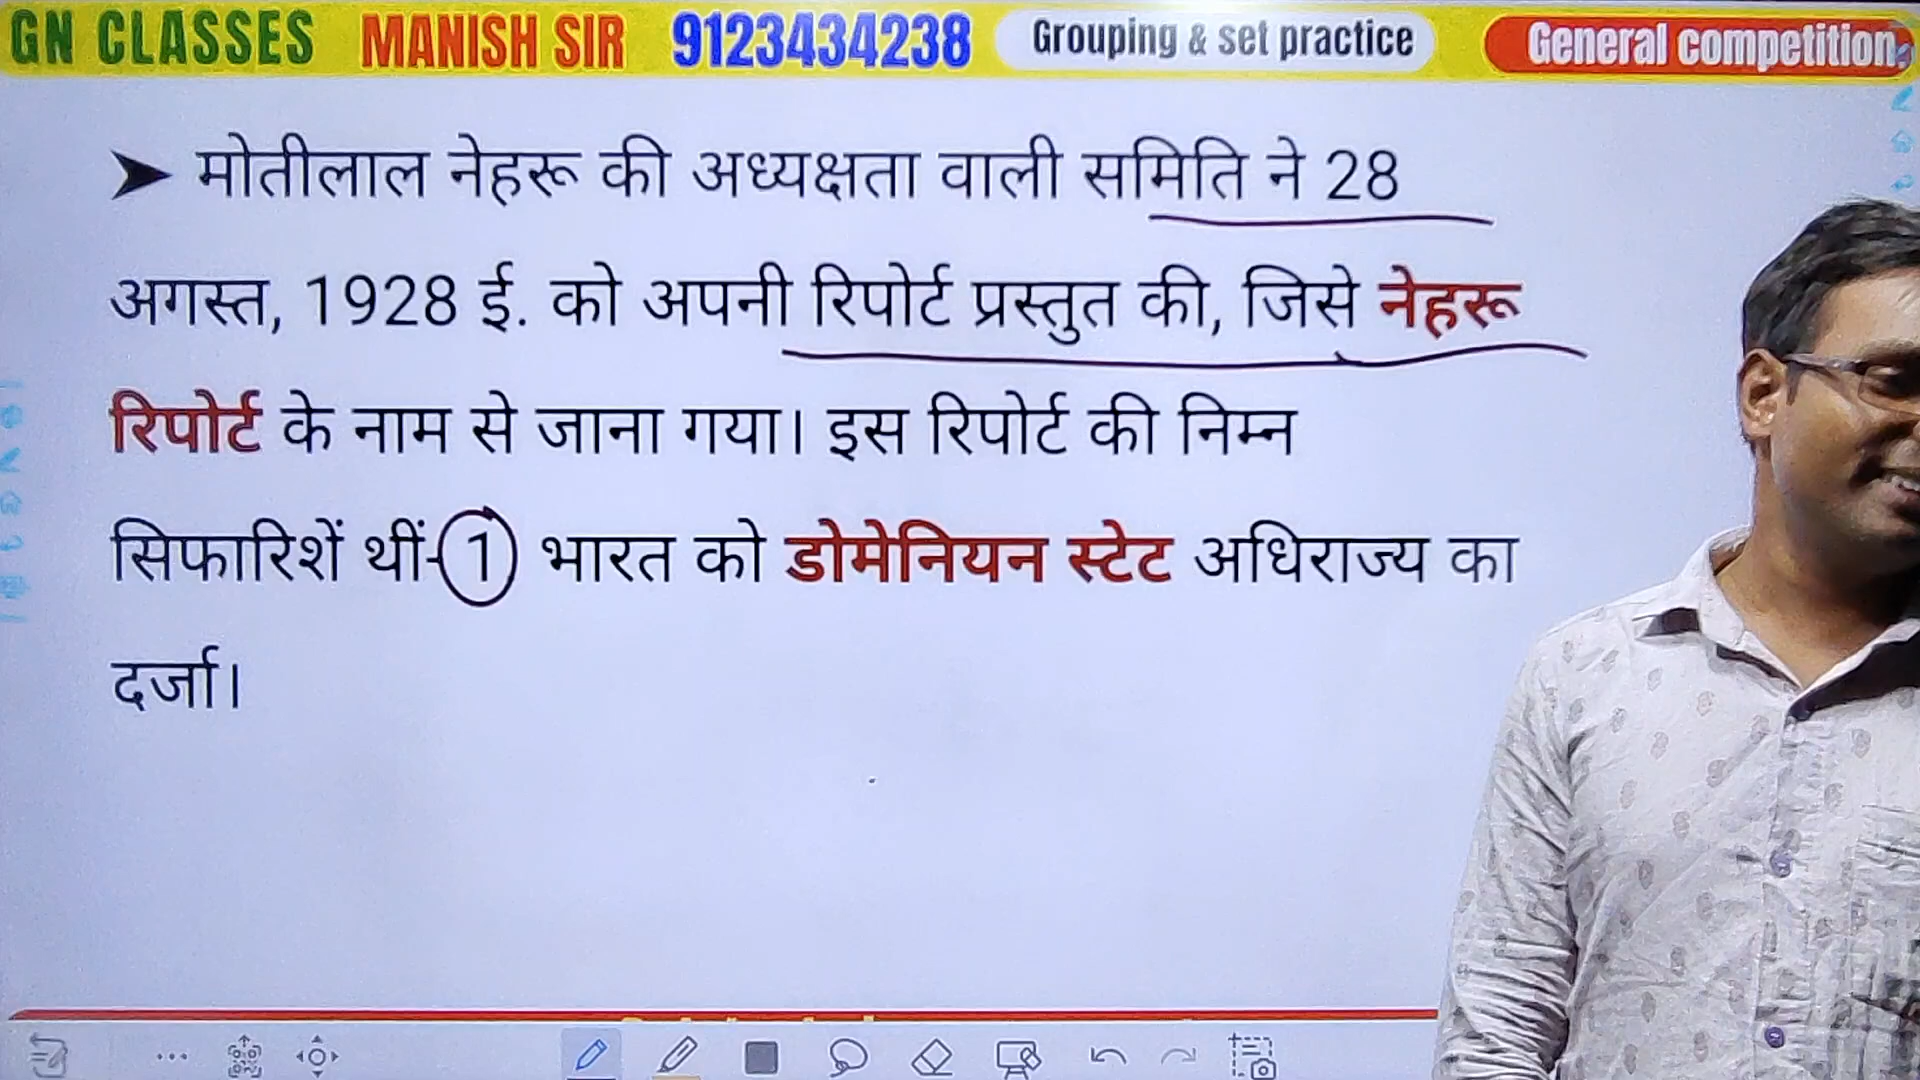 GN CLASSES MANISH SIR 9123434238 Grouping & set practice General competition
➤ मोतीलाल नेहरू की अध्यक्षता वाली समिति ने 28
अगस्त, 1928 ई. को अपनी रिपोर्ट प्रस्तुत की, जिसे नेहरू
रिपोर्ट के नाम से जाना गया। इस रिपोर्ट की निम्न
सिफारिशें थीं-1 भारत को डोमेनियन स्टेट अधिराज्य का
दर्जा।